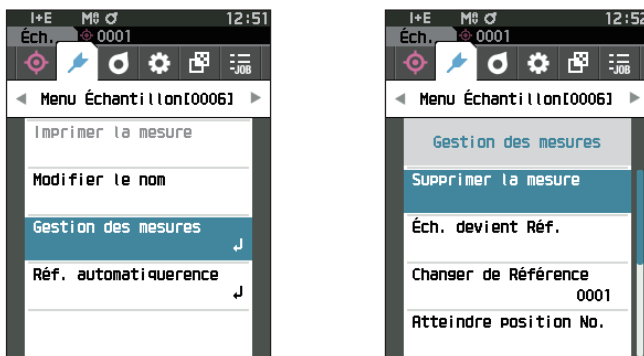 I+E M 12:51
Éch. 0001
-JOB
Menu Échantillon[0006]
Imprimer la mesure
Modifier le nom
Gestion des mesures
Réf. automatiquerence
I+E M 12:52
Éch. 0001
-JOB
Menu Échantillon[0006]
Gestion des mesures
Supprimer la mesure
Éch. devient Réf.
Changer de Référence
0001
Atteindre position No.